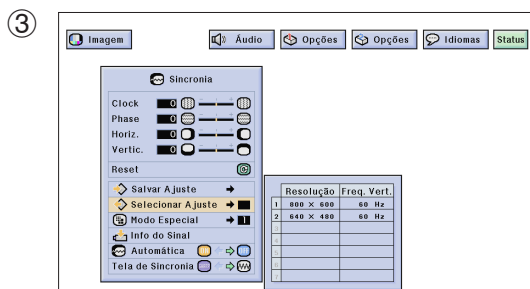 3
Imagem Áudio Opções Opções Idiomas Status
Sincronia
Clock 0
Phase 0
Horiz. 0
Vertic. 0
Reset
Salvar Ajuste
Selecionar Ajuste
Modo Especial 1
Info do Sinal
Automática
Tela de Sincronia
Resolução Freq. Vert.
1 800 × 600 60 Hz
2 640 × 480 60 Hz
3
4
5
6
7